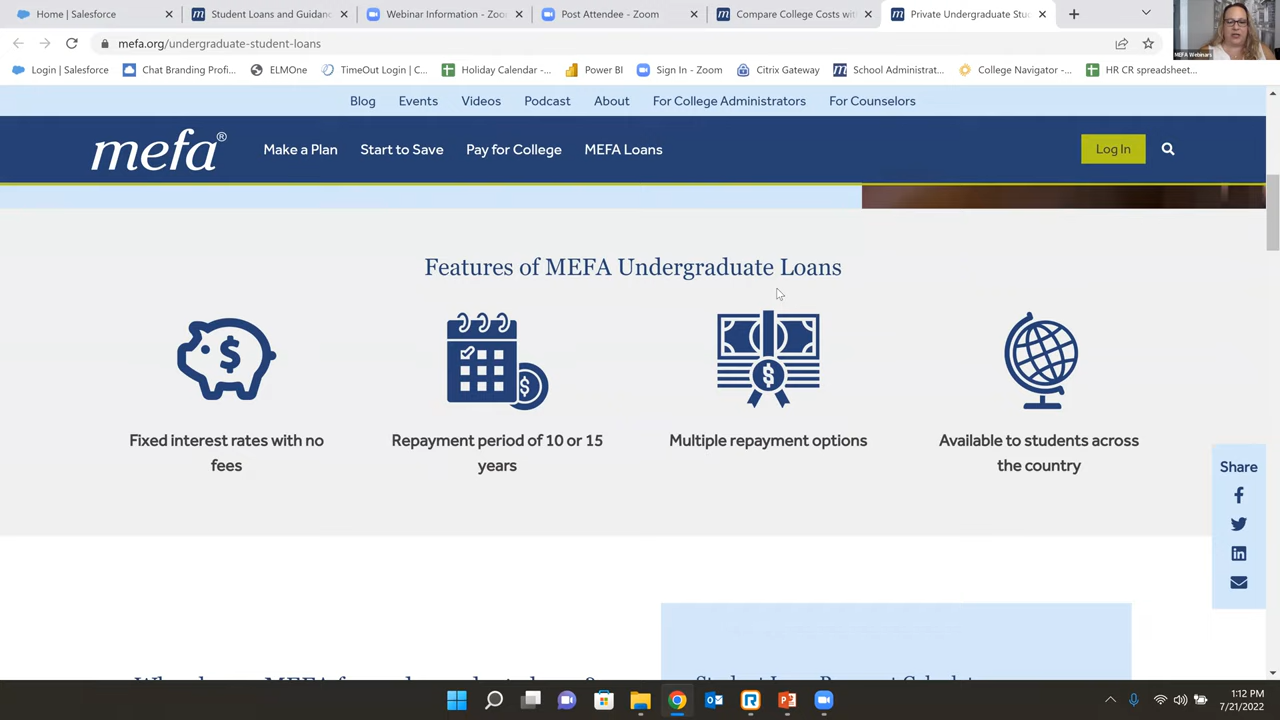 Home | Salesforce
Student Loans and Guidanc
Webinar Information - Zoo
Post Attendee - Zoom
Compare College Costs wit
Private Undergraduate Stu
mefa.org/undergraduate-student-loans
MEFA Webinars
Login | Salesforce
Chat Branding Profi...
ELMOne
TimeOut Login | C...
Holiday Calendar -...
Power BI
Sign In - Zoom
Citrix Gateway
School Administrat...
College Navigator -...
HR CR spreadsheet...
Blog
Events
Videos
Podcast
About
For College Administrators
For Counselors
mefa®
Make a Plan
Start to Save
Pay for College
MEFA Loans
Log In
Features of MEFA Undergraduate Loans
Fixed interest rates with no
fees
Repayment period of 10 or 15
years
Multiple repayment options
Available to students across
the country
Share
1:12 PM
7/21/2022